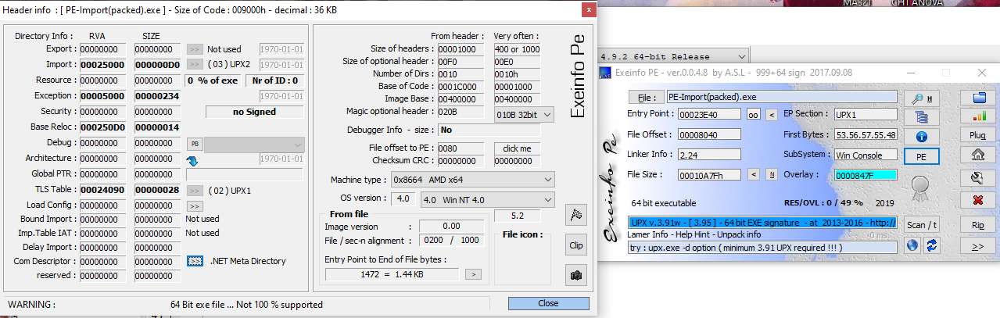 MA321 CHTANOVA
Header info : [ PE-Import(packed).exe ] - Size of Code : 009000h - decimal : 36 KB
x
Directory Info : RVA SIZE
Export : 00000000 00000000 >> Not used 1970-01-01
Import : 00025000 000000D0 >> ( 03 ) UPX2 1970-01-01
Resource : 00000000 00000000 0 % of exe Nr of ID : 0
Exception : 00005000 00000234 1970-01-01
Security : 00000000 00000000 no Signed
Base Reloc : 000250D0 00000014
Debug : 00000000 00000000 PB
Architecture : 00000000 00000000 1970-01-01
Global PTR : 00000000 00000000
TLS Table : 00024090 00000028 >> ( 02 ) UPX1
Load Config : 00000000 00000000 >>
Bound Import : 00000000 00000000 Not used
Imp.Table IAT : 00000000 00000000 Not used
Delay Import : 00000000 00000000
Com Descriptor : 00000000 00000000 >> .NET Meta Directory
reserved : 00000000 00000000
From header : Very often :
Size of headers : 00001000 400 or 1000
Size of optional header : 00F0 00E0
Number of Dirs : 0010 0010h
Base of Code : 0001C000 00001000
Image Base : 00400000 00400000
Magic optional header : 020B 010B 32bit
Debugger Info - size : No
File offset to PE : 0080 click me
Checksum CRC : 00000000 00000000
Machine type : 0x8664 AMD x64
OS version : 4.0 4.0 Win NT 4.0
From file 5.2
Image version : 0.00
File / sec-n alignment : 0200 / 1000
File icon :
Entry Point to End of File bytes :
1472 = 1.44 KB >
Exeinfo Pe
Clip
WARNING : 64 Bit exe file ... Not 100 % supported
Close
4.9.2 64-bit Release
Exeinfo PE - ver.0.0.4.8 by A.S.L - 999+64 sign 2017.09.08
File : PE-Import(packed).exe H
Entry Point : 00023E40 oo < EP Section : UPX1
File Offset : 00008040 First Bytes : 53.56.57.55.48 Plug
Linker Info : 2.24 SubSystem : Win Console PE
File Size : 00010A7Fh < N Overlay : 0000847F
64 bit executable RES/OVL : 0 / 49 % 2019
UPX v.3.91w - [ 3.95 ] - 64 bit EXE signature - at 2013-2016 - http://
Scan / t Rip
Lamer Info - Help Hint - Unpack info 0 ms.
try : upx.exe -d option ( minimum 3.91 UPX required !!! ) >>
Exeinfo Pe